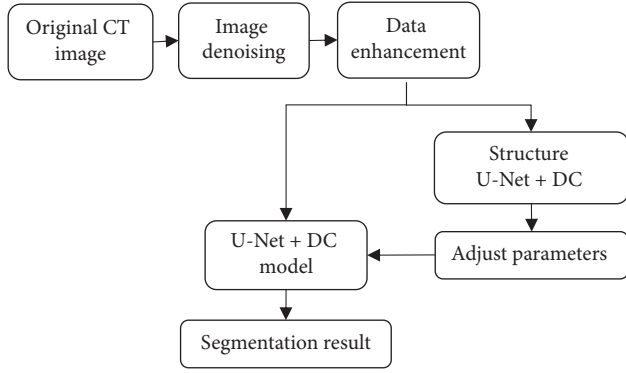 Original CT
image
Image
denoising
Data
enhancement
Structure
U-Net + DC
U-Net + DC
model
Adjust parameters
Segmentation result